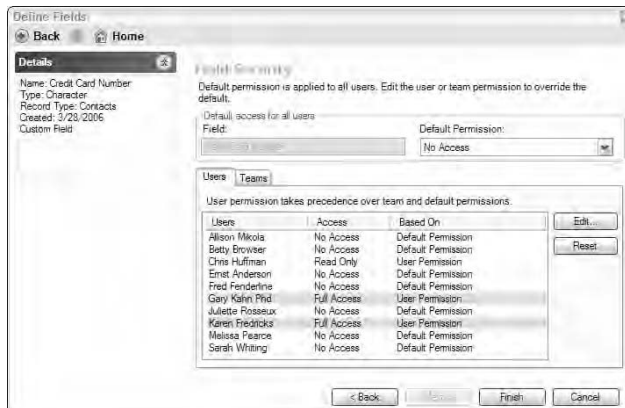 Define Fields
Back Home
Details
Name: Credit Card Number
Type: Character
Record Type: Contacts
Created: 3/28/2006
Custom Field
Field Security
Default permission is applied to all users. Edit the user or team permission to override the
default.
Default access for all users
Field: Default Permission:
No Access
Users Teams
User permission takes precedence over team and default permissions.
Users Access Based On
Allison Mikola No Access Default Permission
Betty Browser No Access Default Permission
Chris Huffman Read Only User Permission
Ernst Anderson No Access Default Permission
Fred Fenderline No Access Default Permission
Gary Kahn Phd Full Access User Permission
Juliette Rosseux No Access Default Permission
Karen Fredricks Full Access User Permission
Melissa Pearce No Access Default Permission
Sarah Whiting No Access Default Permission
Edit...
Reset
< Back Finish Cancel